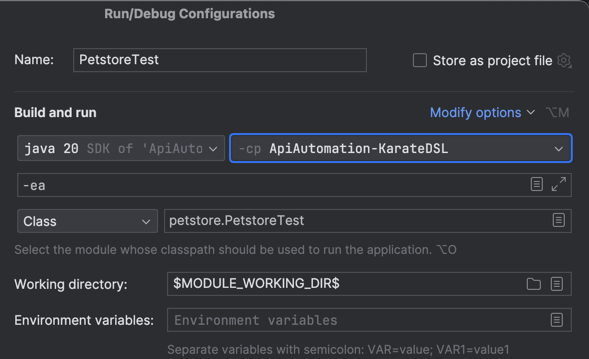 Run/Debug Configurations
Name: PetstoreTest Store as project file
Build and run Modify options ⌥M
java 20 SDK of 'ApiAuto -cp ApiAutomation-KarateDSL
-ea
Class petstore.PetstoreTest
Select the module whose classpath should be used to run the application. ⌥O
Working directory: $MODULE_WORKING_DIR$
Environment variables: Environment variables
Separate variables with semicolon: VAR=value; VAR1=value1